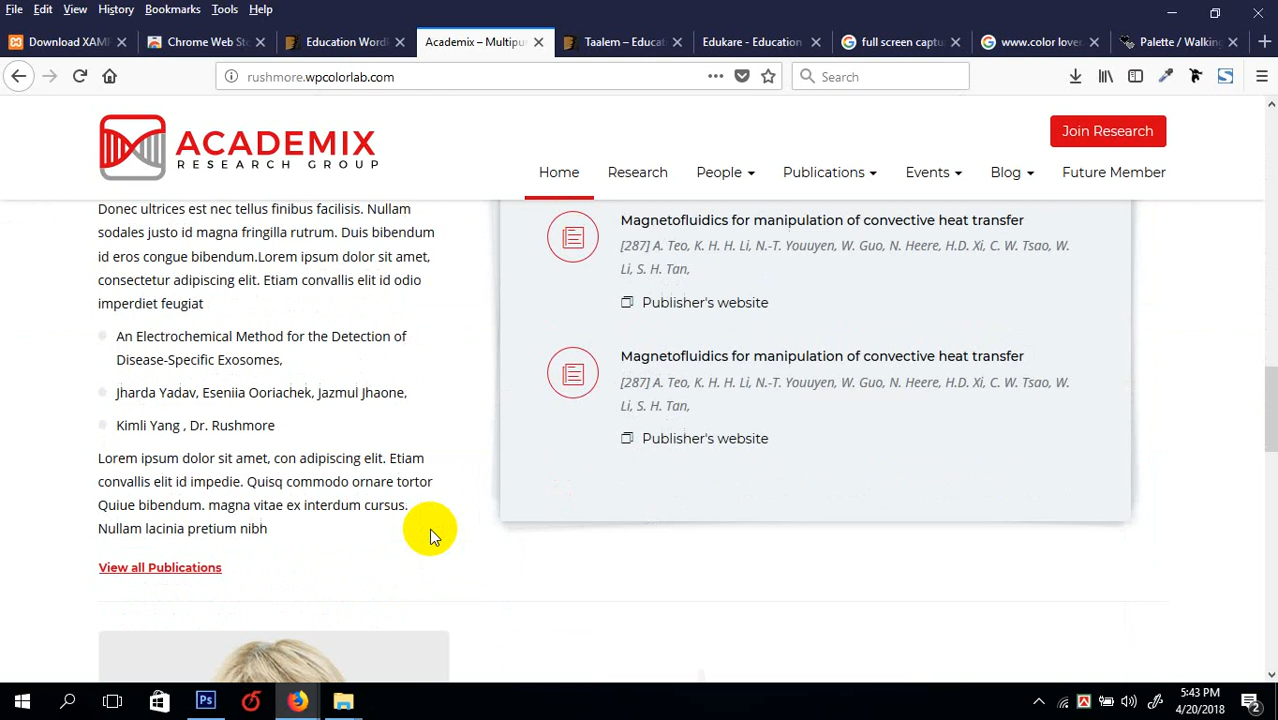 File Edit View History Bookmarks Tools Help
Download XAM
Chrome Web St
Education WordP
Academix – Multipu
Taalem – Educat
Edukare - Education
full screen captu
www.color lover
Palette / Walking
rushmore.wpcolorlab.com
Search
ACADEMIX
RESEARCH GROUP
Join Research
Home Research People Publications Events Blog Future Member
Donec ultrices est nec tellus finibus facilisis. Nullam
sodales justo id magna fringilla rutrum. Duis bibendum
id eros congue bibendum.Lorem ipsum dolor sit amet,
consectetur adipiscing elit. Etiam convallis elit id odio
imperdiet feugiat
An Electrochemical Method for the Detection of
Disease-Specific Exosomes,
Jharda Yadav, Eseniia Ooriachek, Jazmul Jhaone,
Kimli Yang , Dr. Rushmore
Lorem ipsum dolor sit amet, con adipiscing elit. Etiam
convallis elit id impedie. Quisq commodo ornare tortor
Quiue bibendum. magna vitae ex interdum cursus.
Nullam lacinia pretium nibh
View all Publications
Magnetofluidics for manipulation of convective heat transfer
[287] A. Teo, K. H. H. Li, N.-T. Youuyen, W. Guo, N. Heere, H.D. Xi, C. W. Tsao, W.
Li, S. H. Tan,
Publisher's website
Magnetofluidics for manipulation of convective heat transfer
[287] A. Teo, K. H. H. Li, N.-T. Youuyen, W. Guo, N. Heere, H.D. Xi, C. W. Tsao, W.
Li, S. H. Tan,
Publisher's website
Ps
5:43 PM
4/20/2018
2